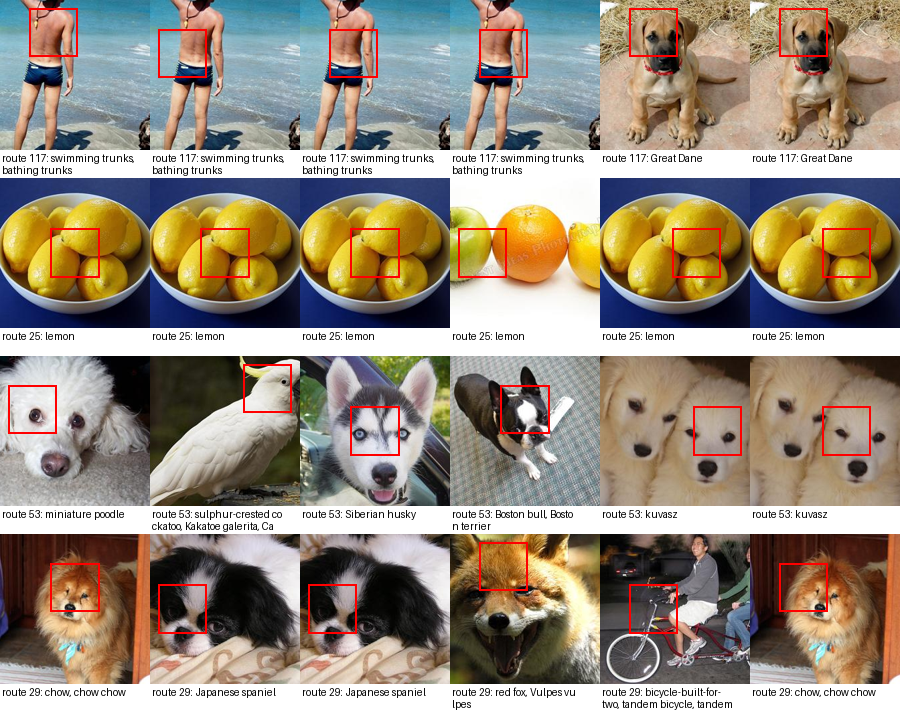 route 117: swimming trunks,
bathing trunks
route 117: swimming trunks,
bathing trunks
route 117: swimming trunks,
bathing trunks
route 117: swimming trunks,
bathing trunks
route 117: Great Dane
route 117: Great Dane
route 25: lemon
route 25: lemon
route 25: lemon
route 25: lemon
route 25: lemon
route 25: lemon
route 53: miniature poodle
route 53: sulphur-crested co
ckatoo, Kakatoe galerita, Ca
route 53: Siberian husky
route 53: Boston bull, Bosto
n terrier
route 53: kuvasz
route 53: kuvasz
route 29: chow, chow chow
route 29: Japanese spaniel
route 29: Japanese spaniel
route 29: red fox, Vulpes vu
lpes
route 29: bicycle-built-for-
two, tandem bicycle, tandem
route 29: chow, chow chow